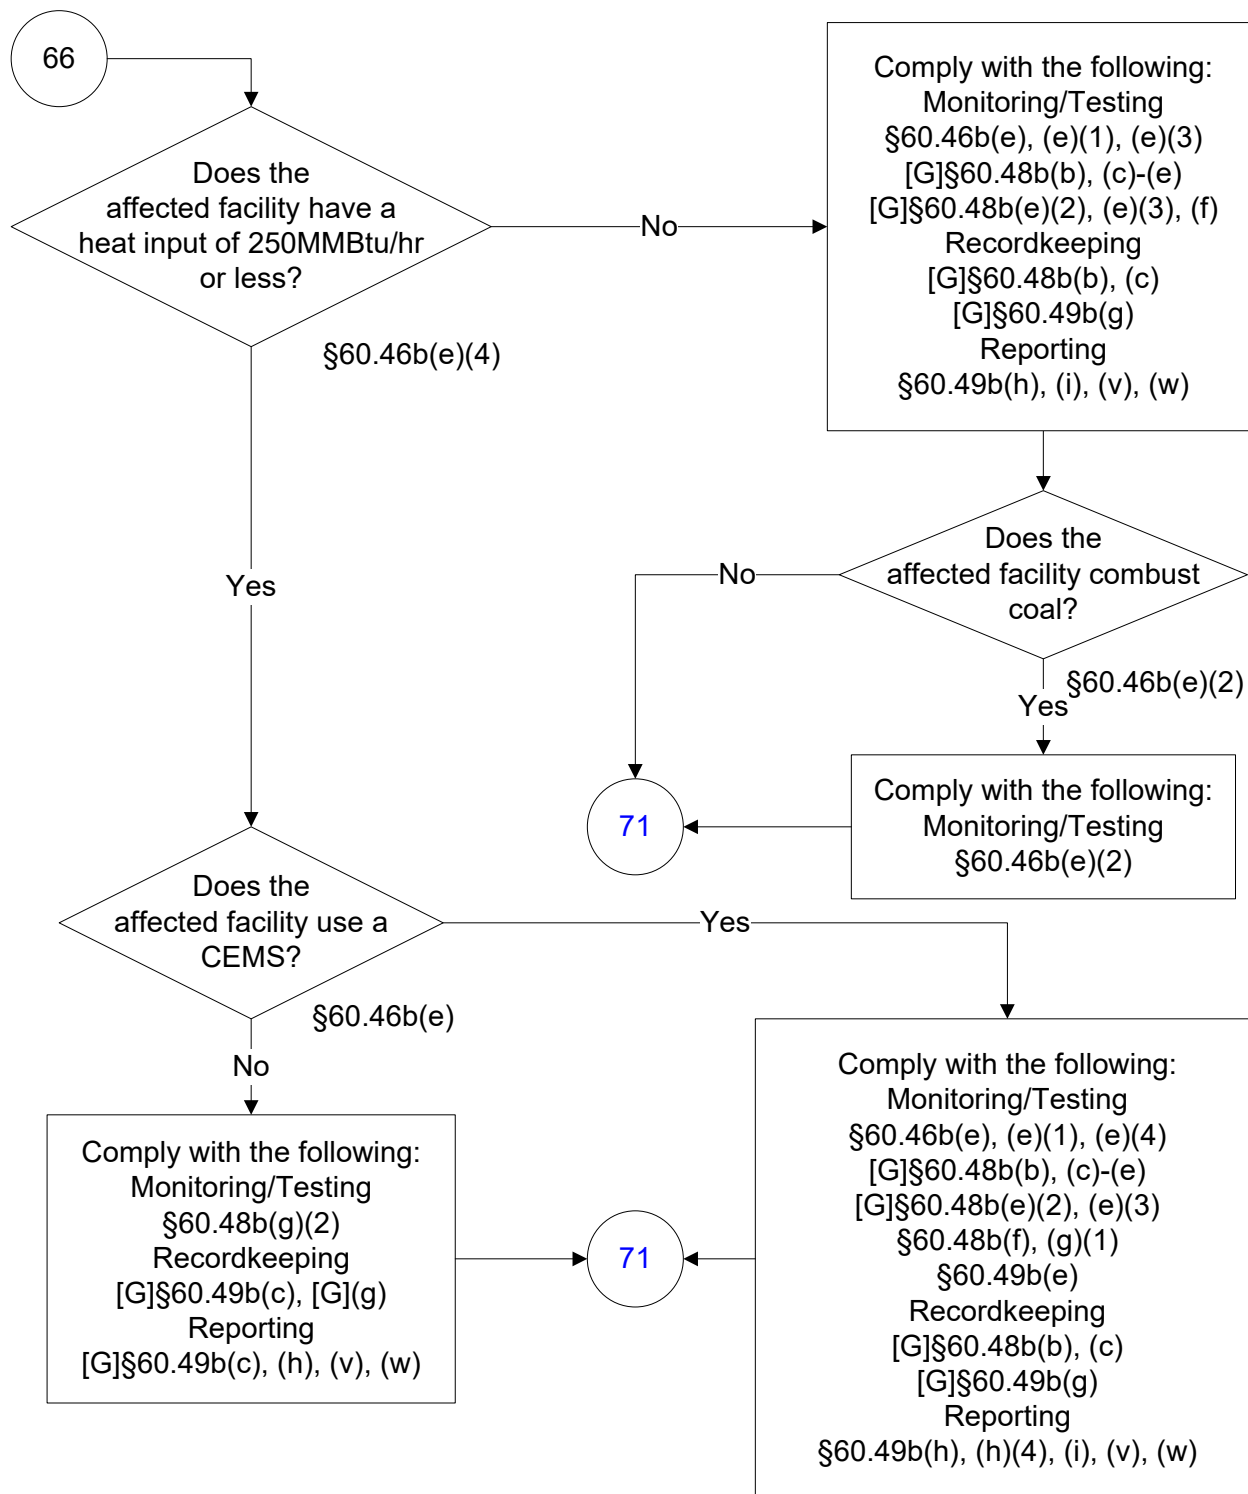 66
Does the
affected facility have a
heat input of 250MMBtu/hr
or less?
§60.46b(e)(4)
No
Comply with the following:
Monitoring/Testing
§60.46b(e), (e)(1), (e)(3)
[G]§60.48b(b), (c)-(e)
[G]§60.48b(e)(2), (e)(3), (f)
Recordkeeping
[G]§60.48b(b), (c)
[G]§60.49b(g)
Reporting
§60.49b(h), (i), (v), (w)
Does the
affected facility combust
coal?
§60.46b(e)(2)
No
Yes
Comply with the following:
Monitoring/Testing
§60.46b(e)(2)
71
Yes
Does the
affected facility use a
CEMS?
§60.46b(e)
Yes
No
Comply with the following:
Monitoring/Testing
§60.48b(g)(2)
Recordkeeping
[G]§60.49b(c), [G](g)
Reporting
[G]§60.49b(c), (h), (v), (w)
71
Comply with the following:
Monitoring/Testing
§60.46b(e), (e)(1), (e)(4)
[G]§60.48b(b), (c)-(e)
[G]§60.48b(e)(2), (e)(3)
§60.48b(f), (g)(1)
§60.49b(e)
Recordkeeping
[G]§60.48b(b), (c)
[G]§60.49b(g)
Reporting
§60.49b(h), (h)(4), (i), (v), (w)